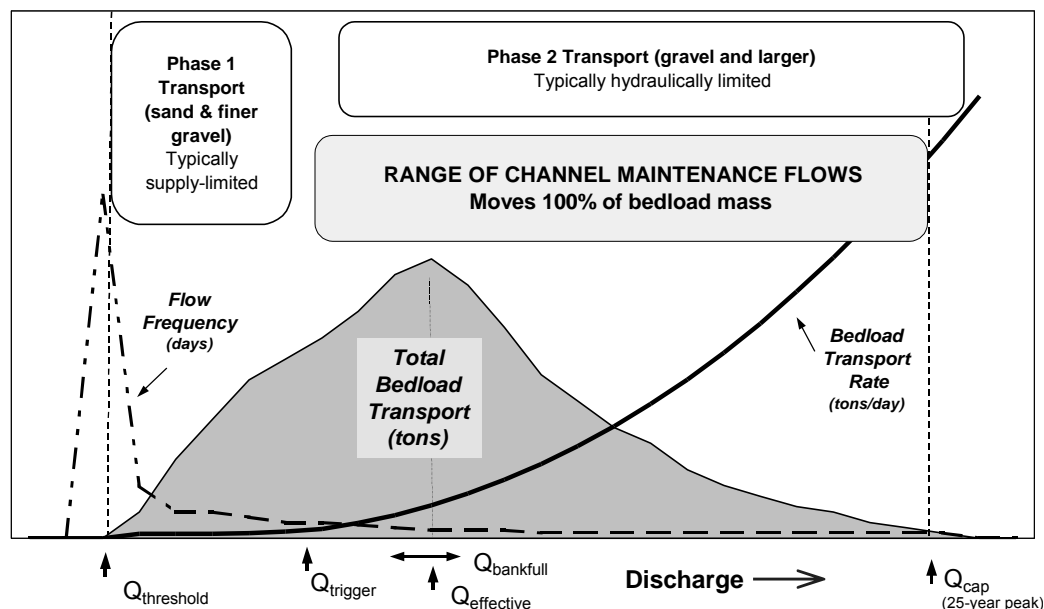 Phase 1
Transport
(sand & finer
gravel)
Typically
supply-limited
Phase 2 Transport (gravel and larger)
Typically hydraulically limited
RANGE OF CHANNEL MAINTENANCE FLOWS
Moves 100% of bedload mass
Flow
Frequency
(days)
Total
Bedload
Transport
(tons)
Bedload
Transport
Rate
(tons/day)
Qthreshold
Qtrigger
Qbankfull
Qeffective
Discharge
Qcap
(25-year peak)